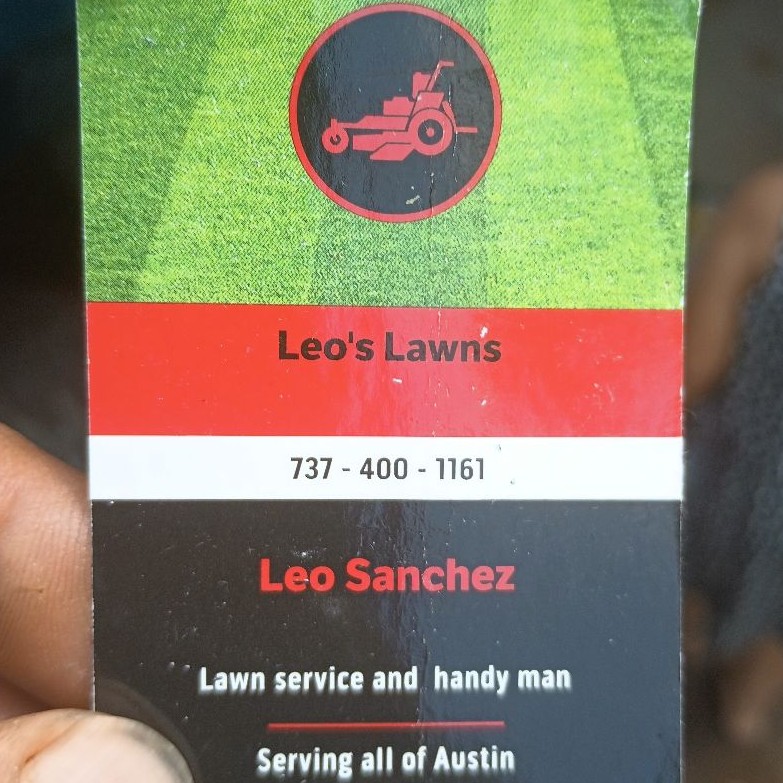 Leo's Lawns
737 - 400 - 1161
Leo Sanchez
Lawn service and handy man
Serving all of Austin